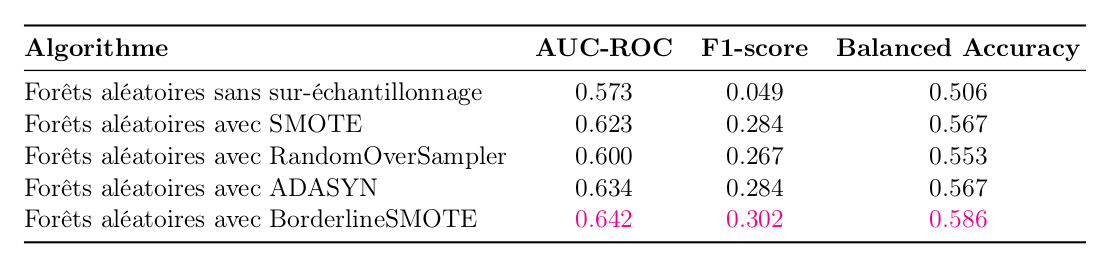 Algorithme AUC-ROC F1-score Balanced Accuracy
Forêts aléatoires sans sur-échantillonnage 0.573 0.049 0.506
Forêts aléatoires avec SMOTE 0.623 0.284 0.567
Forêts aléatoires avec RandomOverSampler 0.600 0.267 0.553
Forêts aléatoires avec ADASYN 0.634 0.284 0.567
Forêts aléatoires avec BorderlineSMOTE 0.642 0.302 0.586